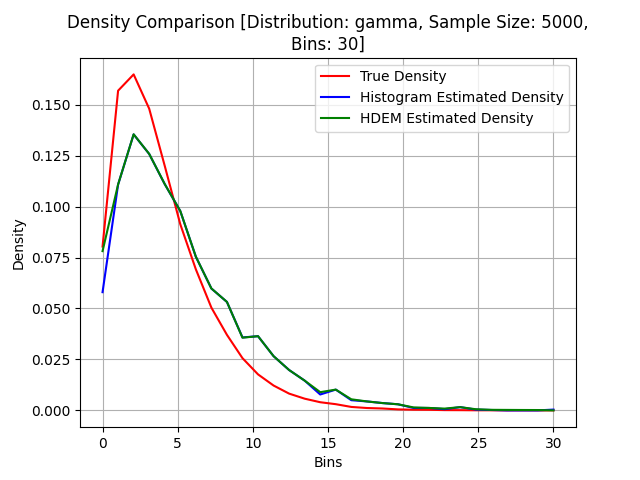 Density Comparison [Distribution: gamma, Sample Size: 5000,
Bins: 30]
True Density
Histogram Estimated Density
HDEM Estimated Density
Density
0.150
0.125
0.100
0.075
0.050
0.025
0.000
0 5 10 15 20 25 30
Bins